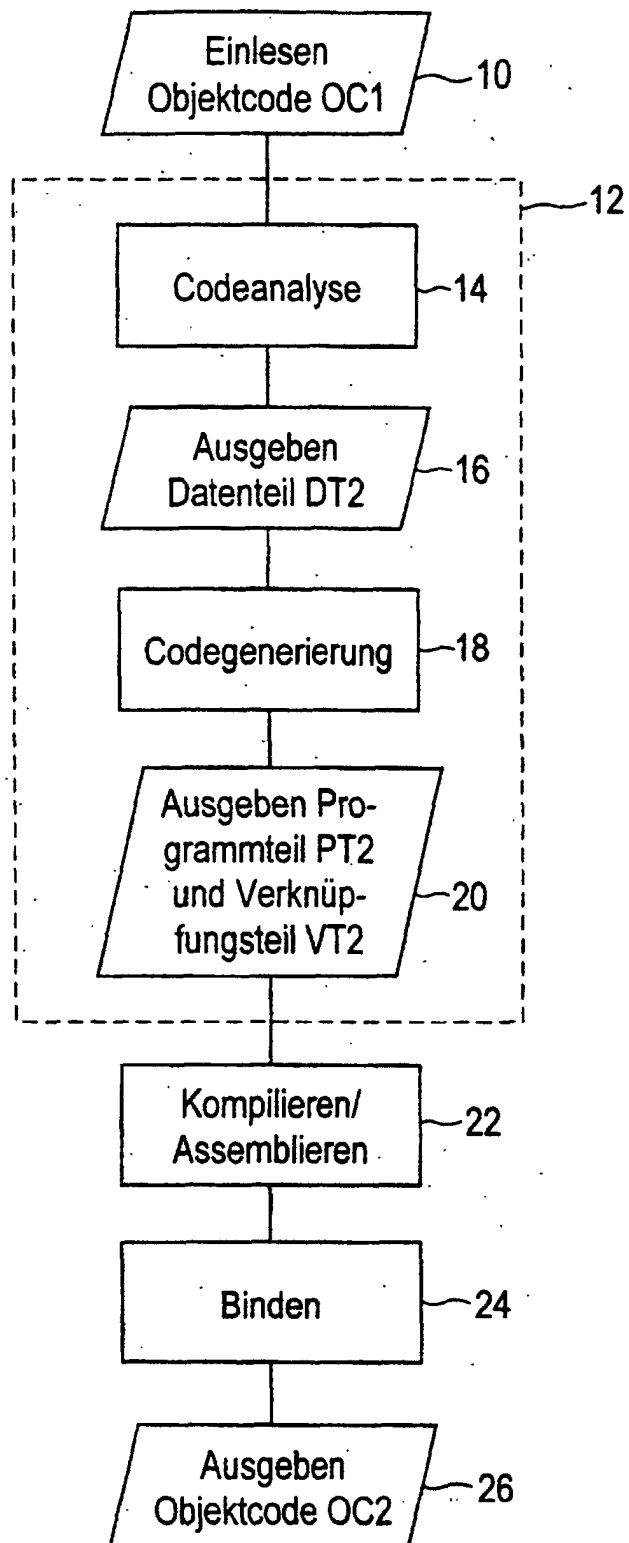 Einlesen
Objektcode OC1
10
12
Codeanalyse
14
Ausgeben
Datenteil DT2
16
Codegenerierung
18
Ausgeben Pro-
grammteil PT2
und Verknüp-
fungsteil VT2
20
Kompilieren/
Assemblieren
22
Binden
24
Ausgeben
Objektcode OC2
26